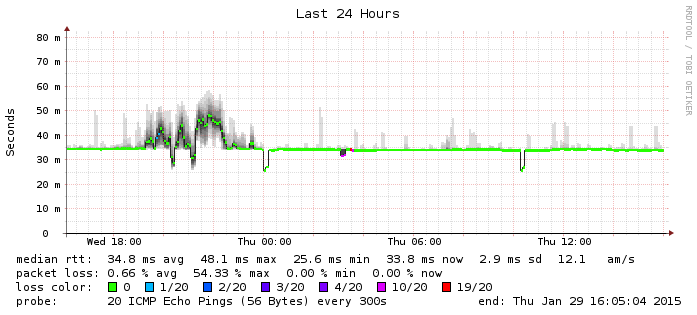 Last 24 Hours
RRDTOOL / TOBI OETIKER
Seconds
80 m
70 m
60 m
50 m
40 m
30 m
20 m
10 m
0
Wed 18:00 Thu 00:00 Thu 06:00 Thu 12:00
median rtt: 34.8 ms avg 48.1 ms max 25.6 ms min 33.8 ms now 2.9 ms sd 12.1 am/s
packet loss: 0.66 % avg 54.33 % max 0.00 % min 0.00 % now
loss color: 0 1/20 2/20 3/20 4/20 10/20 19/20
probe: 20 ICMP Echo Pings (56 Bytes) every 300s end: Thu Jan 29 16:05:04 2015